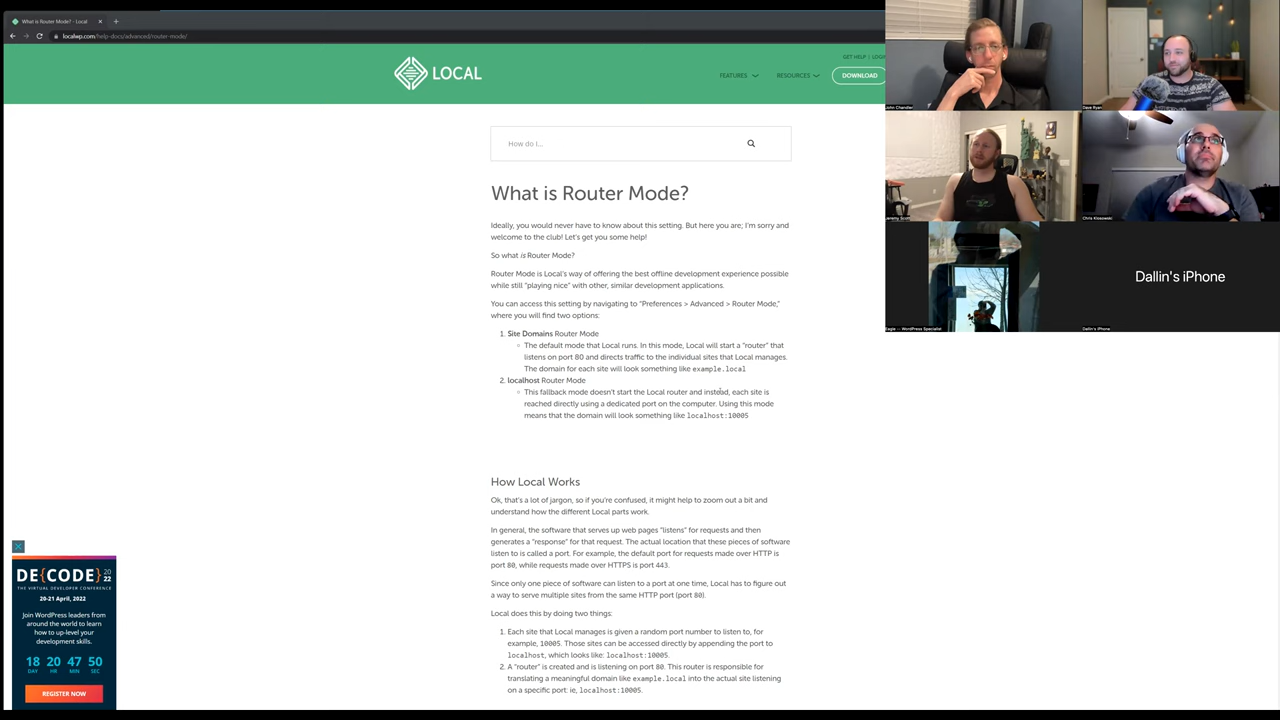 What is Router Mode? - Local
localwp.com/help-docs/advanced/router-mode/
LOCAL
FEATURES
RESOURCES
GET HELP | LOGIN
DOWNLOAD
How do I...
What is Router Mode?
Ideally, you would never have to know about this setting. But here you are; I'm sorry and
welcome to the club! Let's get you some help!
So what is Router Mode?
Router Mode is Local's way of offering the best offline development experience possible
while still "playing nice" with other, similar development applications.
You can access this setting by navigating to "Preferences > Advanced > Router Mode,"
where you will find two options:
1. Site Domains Router Mode
The default mode that Local runs. In this mode, Local will start a "router" that
listens on port 80 and directs traffic to the individual sites that Local manages.
The domain for each site will look something like example.local
2. localhost Router Mode
This fallback mode doesn't start the Local router and instead, each site is
reached directly using a dedicated port on the computer. Using this mode
means that the domain will look something like localhost:10005
How Local Works
Ok, that's a lot of jargon, so if you're confused, it might help to zoom out a bit and
understand how the different Local parts work.
In general, the software that serves up web pages "listens" for requests and then
generates a "response" for that request. The actual location that these pieces of software
listen to is called a port. For example, the default port for requests made over HTTP is
port 80, while requests made over HTTPS is port 443.
Since only one piece of software can listen to a port at one time, Local has to figure out
a way to serve multiple sites from the same HTTP port (port 80).
Local does this by doing two things:
1. Each site that Local manages is given a random port number to listen to, for
example, 10005. Those sites can be accessed directly by appending the port to
localhost, which looks like: localhost:10005.
2. A "router" is created and is listening on port 80. This router is responsible for
translating a meaningful domain like example.local into the actual site listening
on a specific port: ie, localhost:10005.
DE{CODE} 2022
THE VIRTUAL DEVELOPER CONFERENCE
20-21 April, 2022
Join WordPress leaders from
around the world to learn
how to up-level your
development skills.
18 20 47 50
DAY HR MIN SEC
REGISTER NOW
John Chandler
Dave Ryan
Jeremy Scott
Chris Klosowski
Eagle -- WordPress Specialist
Dallin's iPhone
Dallin's iPhone